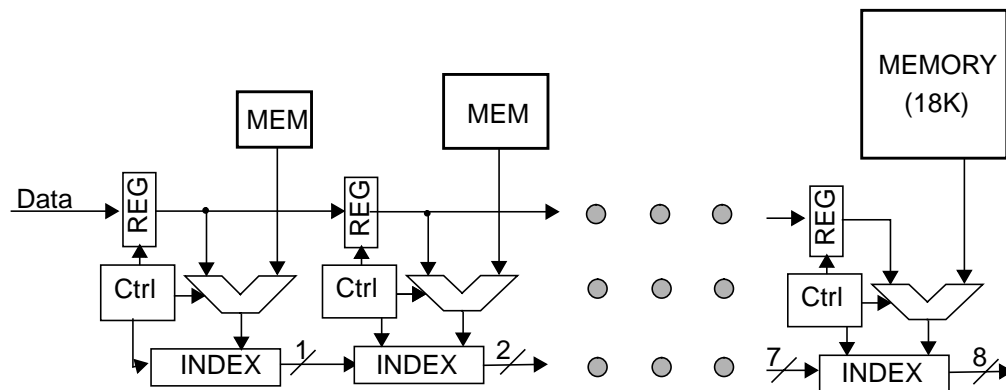 MEMORY
(18K)
MEM
MEM
Data
REG
REG
REG
Ctrl
Ctrl
Ctrl
INDEX
1
INDEX
2
7
INDEX
8